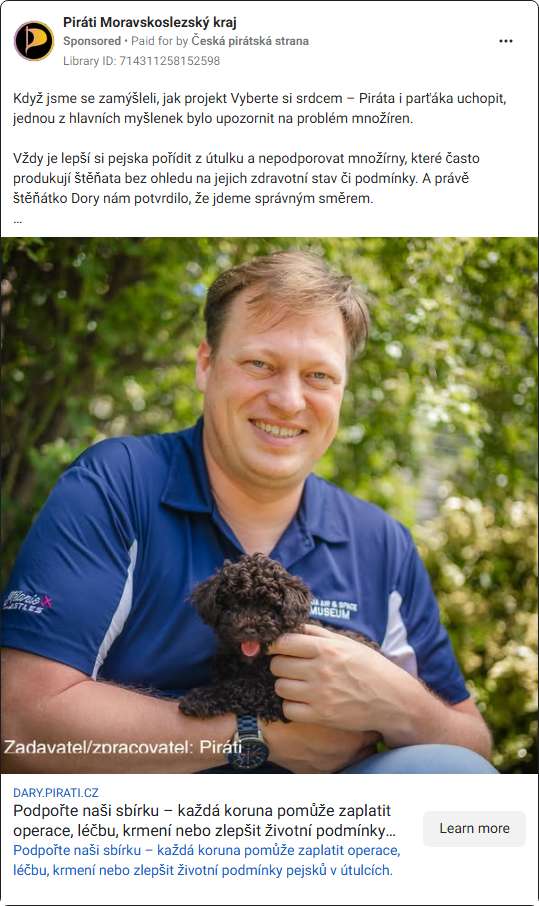 Piráti Moravskoslezský kraj
Sponsored • Paid for by Česká pirátská strana
Library ID: 714311258152598
Když jsme se zamýšleli, jak projekt Vyberte si srdcem – Piráta i parťáka uchopit,
jednou z hlavních myšlenek bylo upozornit na problém množíren.
Vždy je lepší si pejska pořídit z útulku a nepodporovat množírny, které často
produkují štěňata bez ohledu na jejich zdravotní stav či podmínky. A právě
štěňátko Dory nám potvrdilo, že jdeme správným směrem.
...
AIR & SPACE
MUSEUM
Zadavatel/zpracovatel: Piráti
DARY.PIRATI.CZ
Podpořte naši sbírku – každá koruna pomůže zaplatit
operace, léčbu, krmení nebo zlepšit životní podmínky...
Learn more
Podpořte naši sbírku – každá koruna pomůže zaplatit operace,
léčbu, krmení nebo zlepšit životní podmínky pejsků v útulcích.